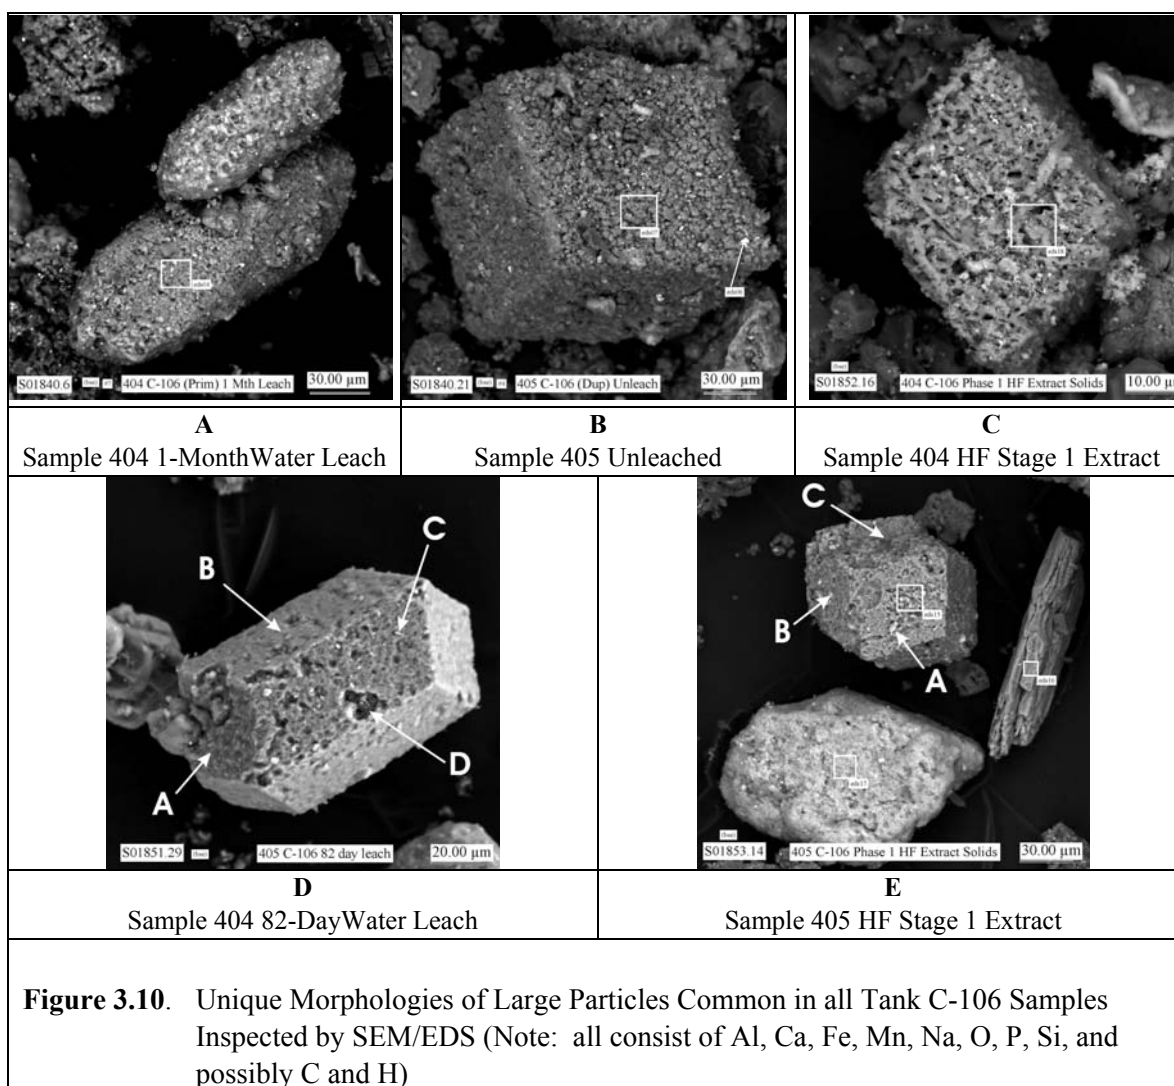 S01840.6
404 C-106 (Prim) 1 Mth Leach
30.00 µm
S01840.21
405 C-106 (Dup) Unleach
30.00 µm
S01852.16
404 C-106 Phase 1 HF Extract Solids
10.00 µm
A
Sample 404 1-MonthWater Leach
B
Sample 405 Unleached
C
Sample 404 HF Stage 1 Extract
A
B
C
D
S01851.29
405 C-106 82 day leach
20.00 µm
A
B
C
S01853.14
405 C-106 Phase 1 HF Extract Solids
30.00 µm
D
Sample 404 82-DayWater Leach
E
Sample 405 HF Stage 1 Extract
Figure 3.10. Unique Morphologies of Large Particles Common in all Tank C-106 Samples
Inspected by SEM/EDS (Note: all consist of Al, Ca, Fe, Mn, Na, O, P, Si, and
possibly C and H)